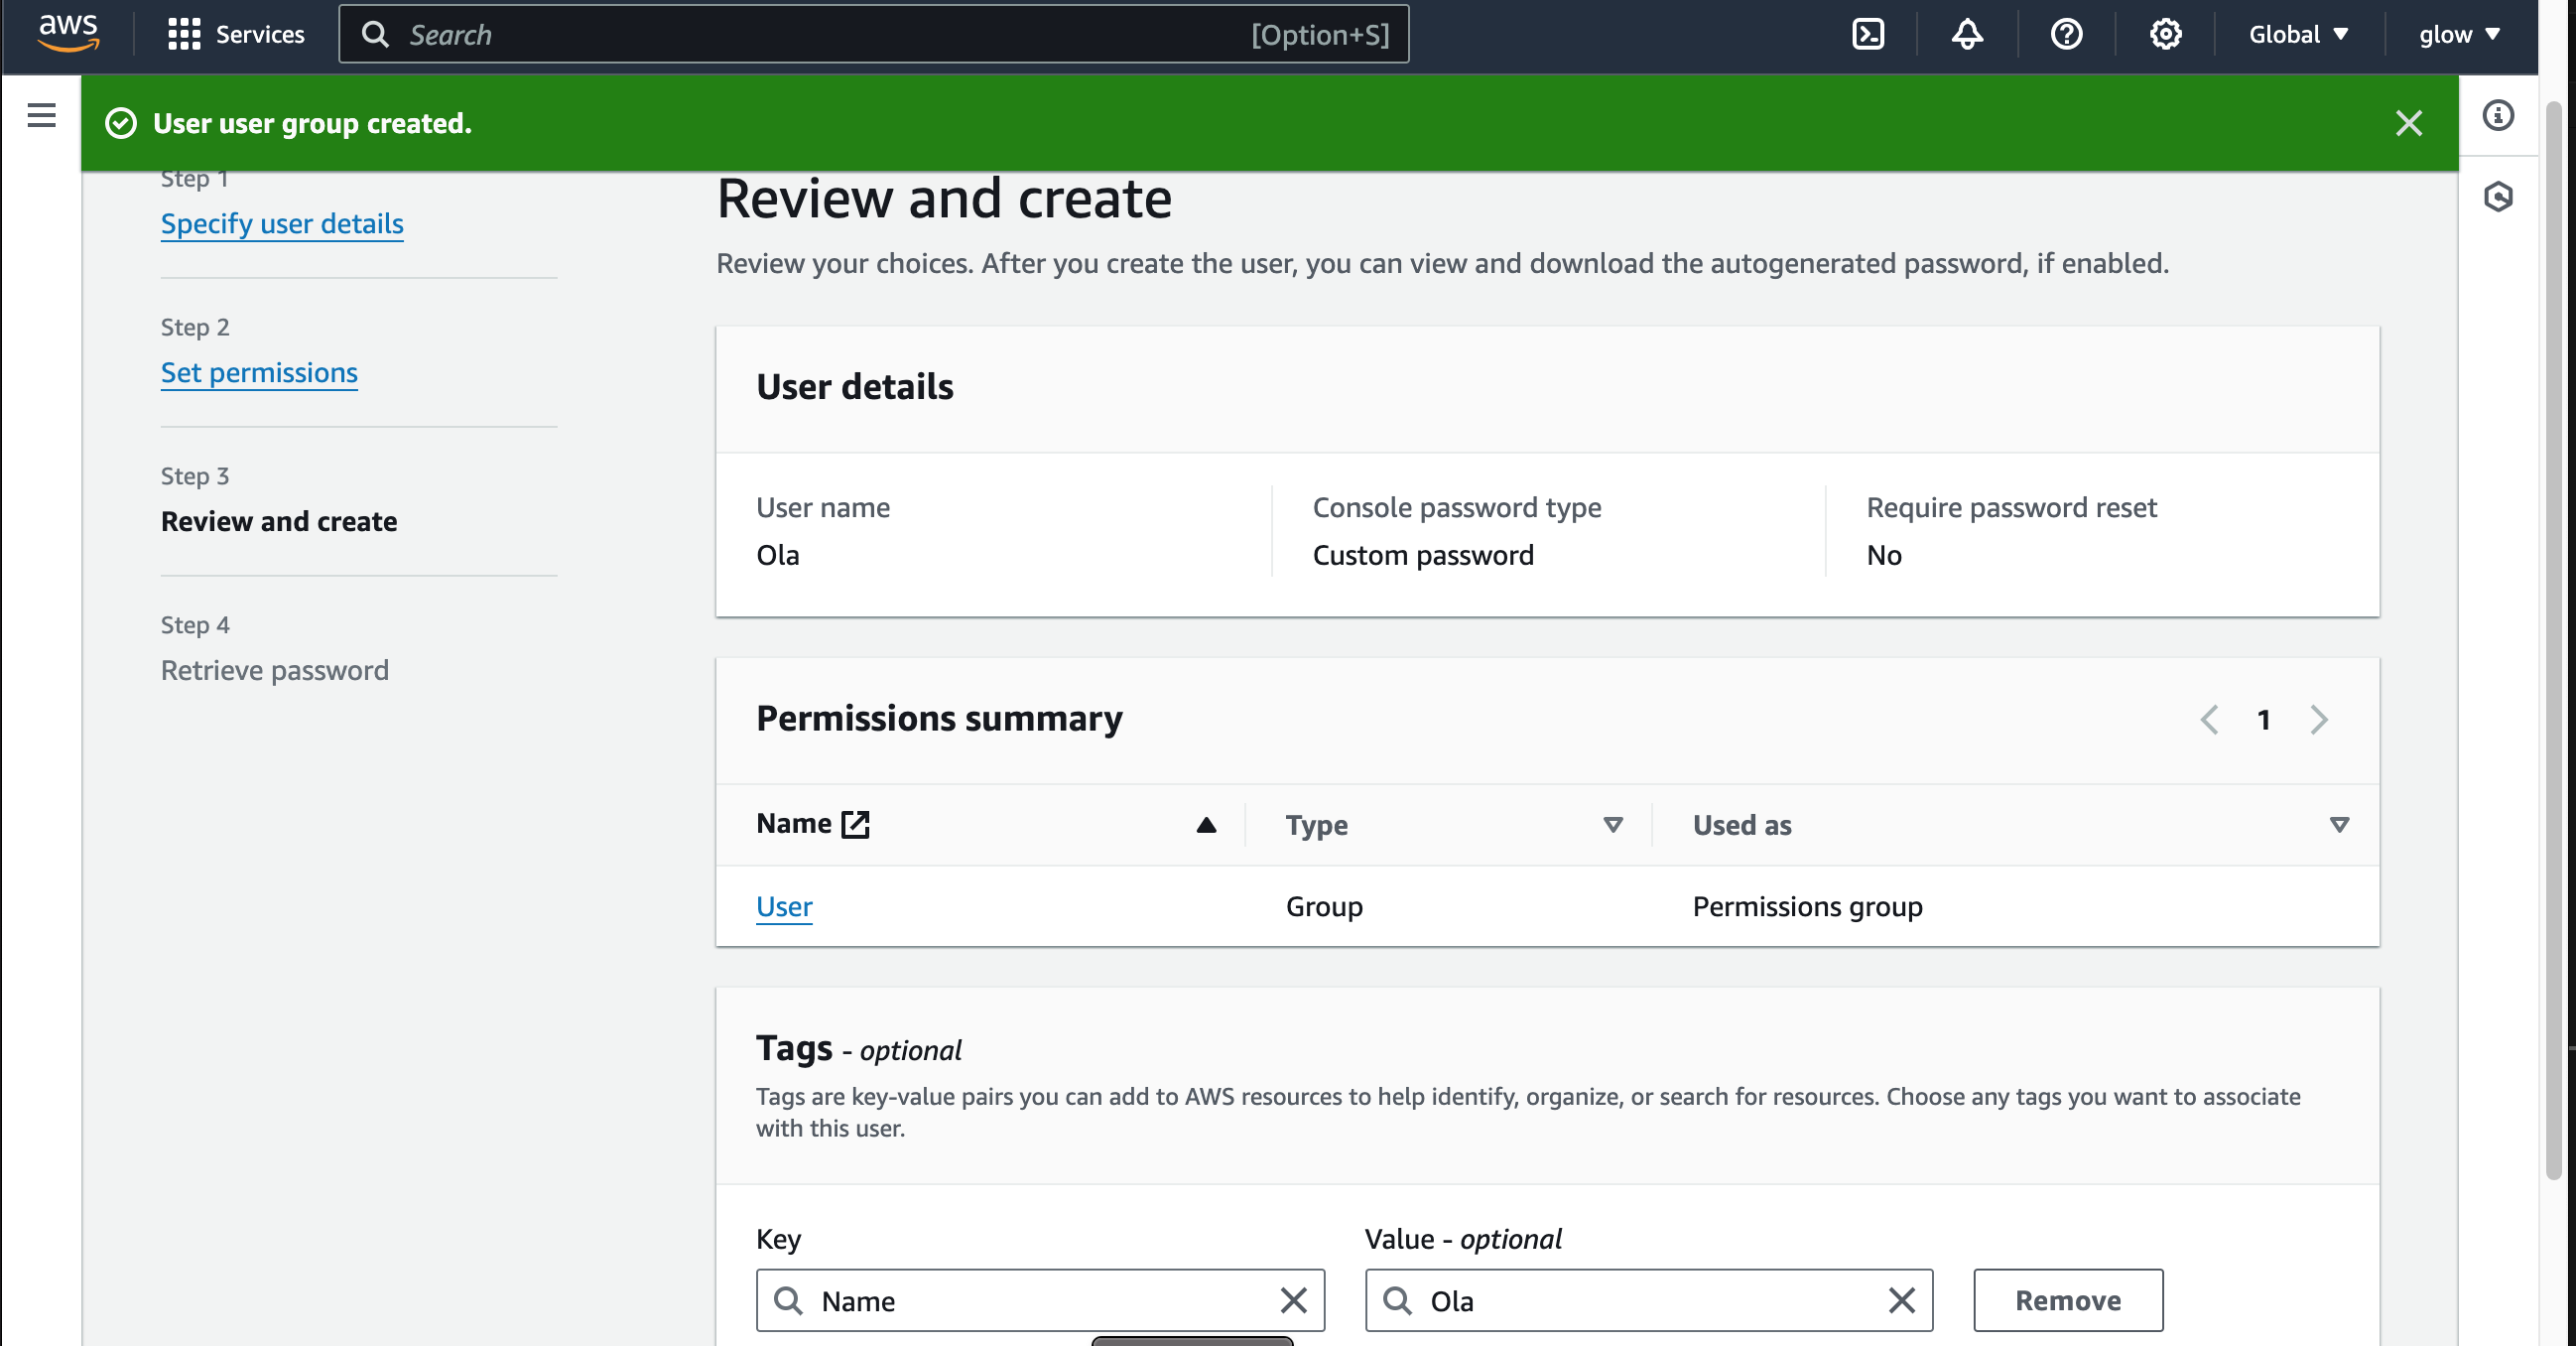 aws
Services
Search
[Option+S]
Global
glow
User user group created.
Step 1
Specify user details
Step 2
Set permissions
Step 3
Review and create
Step 4
Retrieve password
Review and create
Review your choices. After you create the user, you can view and download the autogenerated password, if enabled.
User details
User name
Ola
Console password type
Custom password
Require password reset
No
Permissions summary
1
Name
Type
Used as
User
Group
Permissions group
Tags - optional
Tags are key-value pairs you can add to AWS resources to help identify, organize, or search for resources. Choose any tags you want to associate
with this user.
Key
Value - optional
Name
Ola
Remove